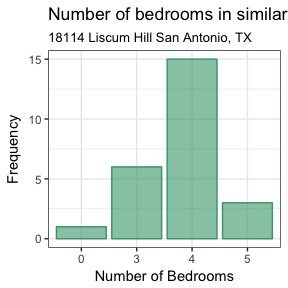 Number of bedrooms in similar
18114 Liscum Hill San Antonio, TX
Frequency
15
10
5
0
0 3 4 5
Number of Bedrooms